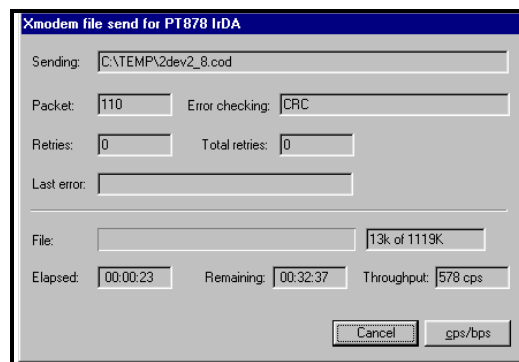 Xmodem file send for PT878 IrDA
Sending: C:\TEMP\2dev2_8.cod
Packet: 110 Error checking: CRC
Retries: 0 Total retries: 0
Last error:
File: 13k of 1119K
Elapsed: 00:00:23 Remaining: 00:32:37 Throughput: 578 cps
Cancel cps/bps